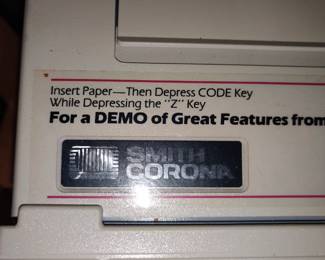 Insert Paper—Then Depress CODE Key
While Depressing the "Z" Key
For a DEMO of Great Features from
SMITH
CORONA